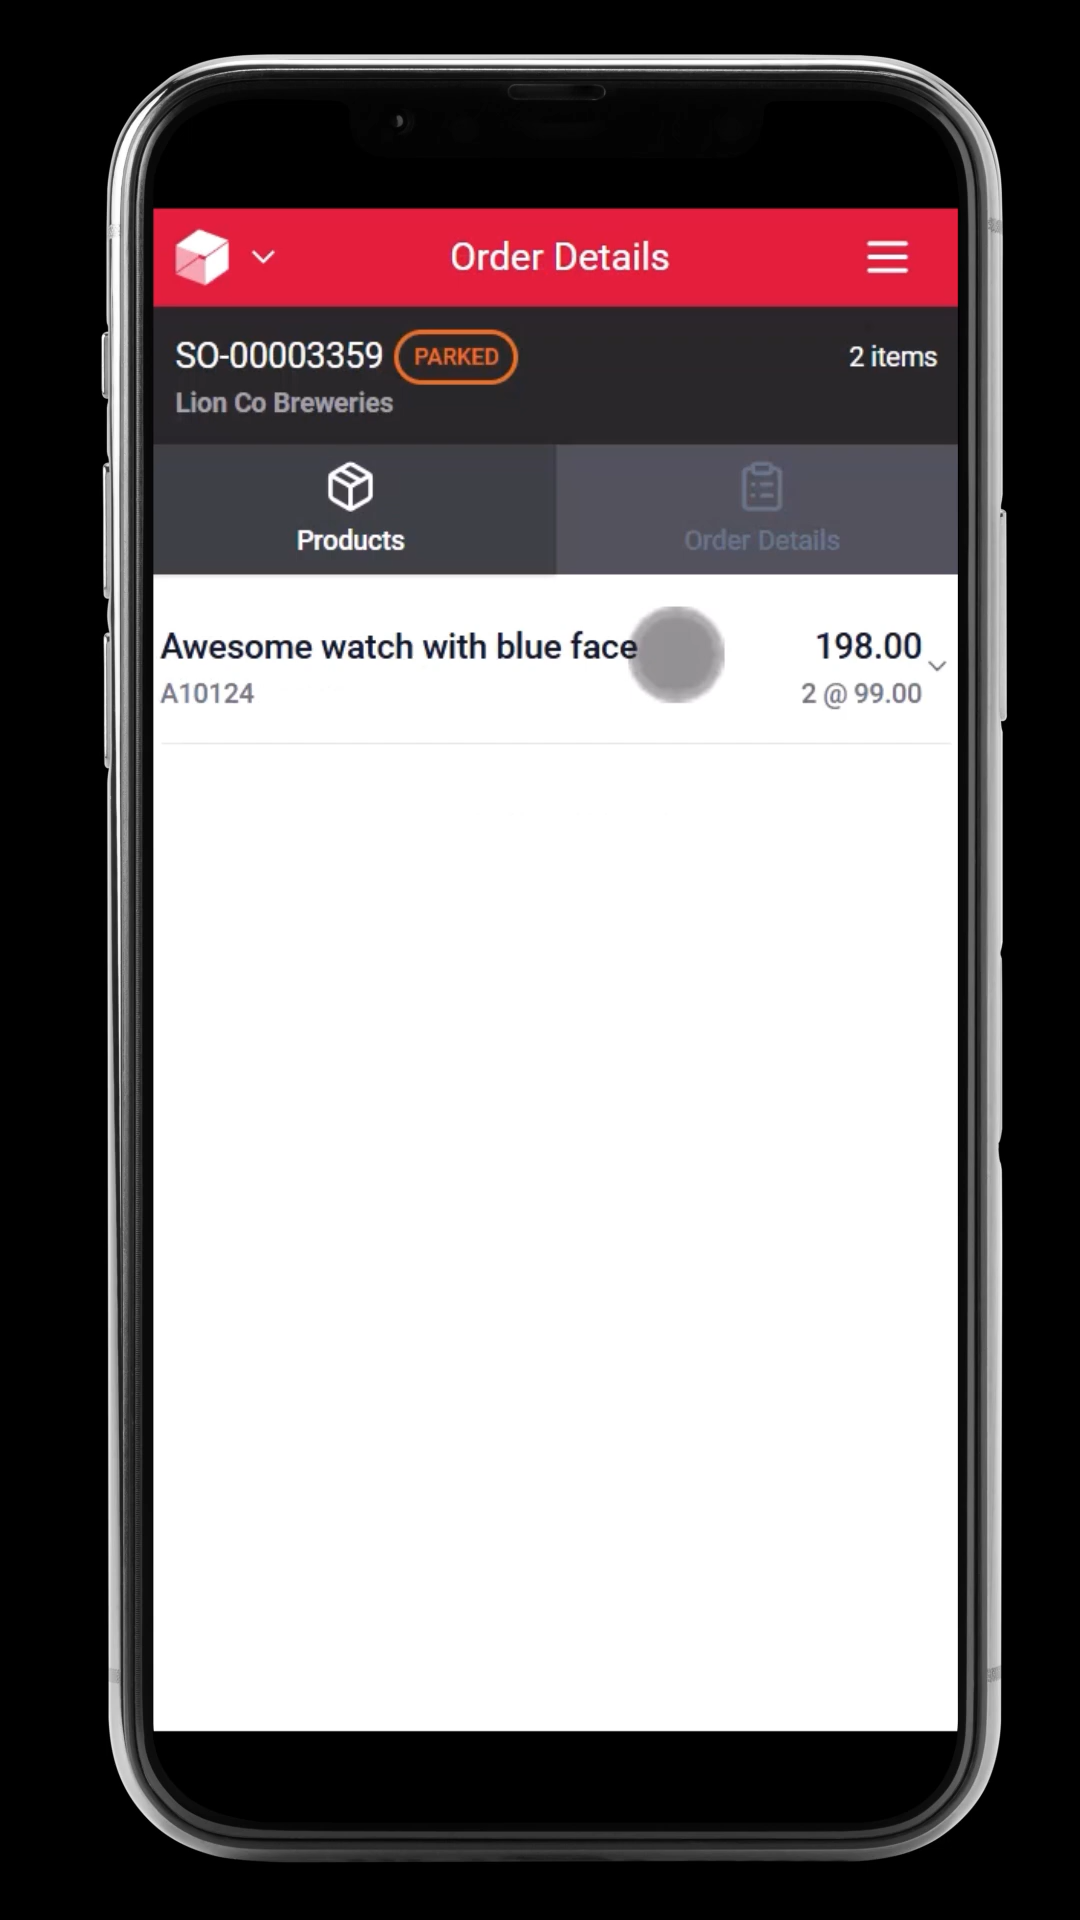 Order Details
SO-00003359 PARKED 2 items
Lion Co Breweries
Products Order Details
Awesome watch with blue face 198.00
A10124 2 @ 99.00